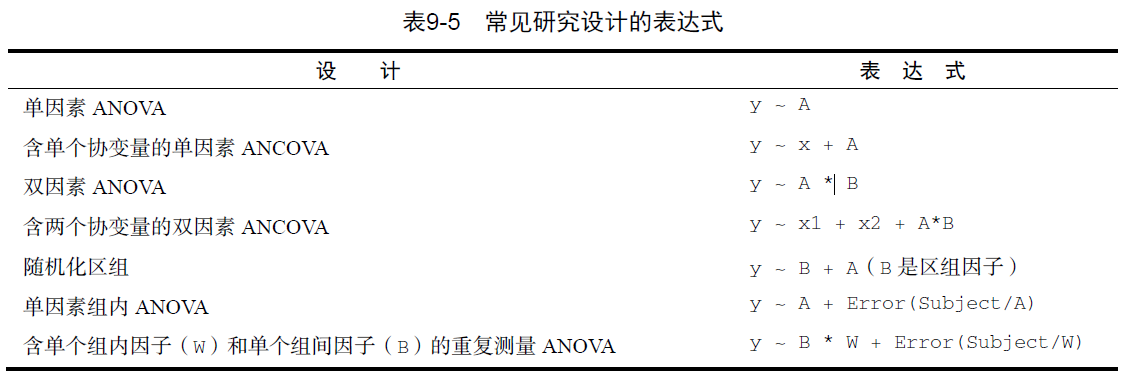 表9-5 常见研究设计的表达式
设 计 表 达 式
单因素 ANOVA y ~ A
含单个协变量的单因素 ANCOVA y ~ x + A
双因素 ANOVA y ~ A * B
含两个协变量的双因素 ANCOVA y ~ x1 + x2 + A*B
随机化区组 y ~ B + A（B 是区组因子）
单因素组内 ANOVA y ~ A + Error(Subject/A)
含单个组内因子（W）和单个组间因子（B）的重复测量 ANOVA y ~ B * W + Error(Subject/W)